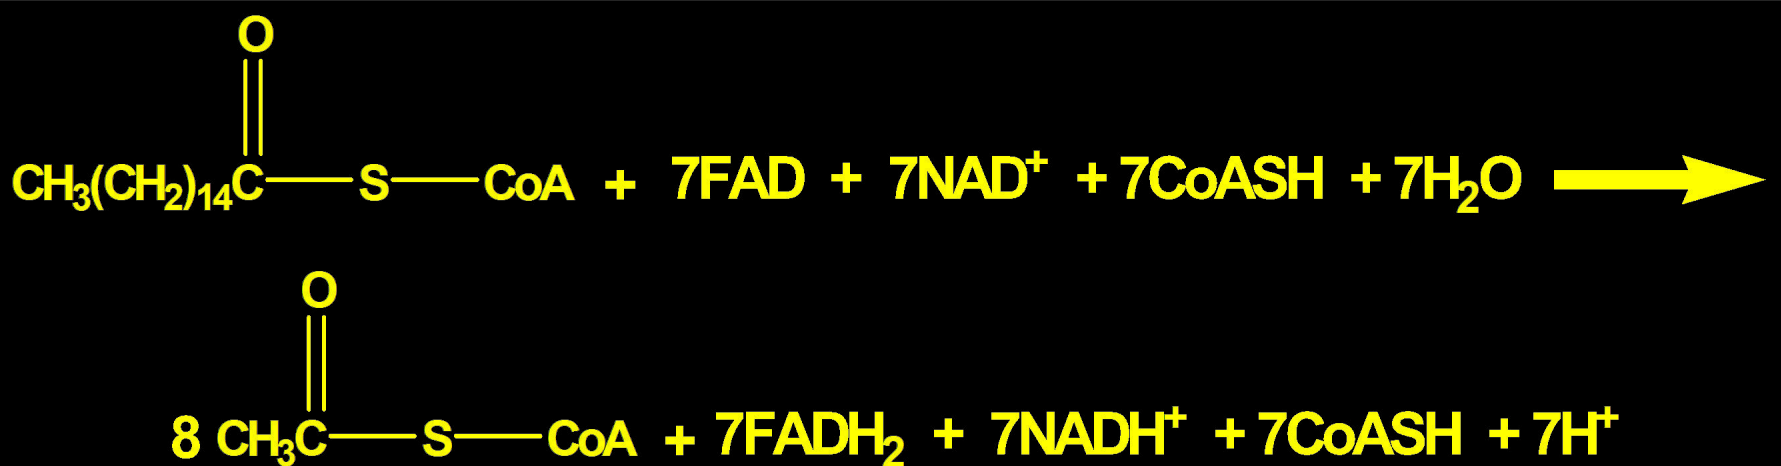 O
CH₃(CH₂)₁₄C—S—CoA + 7FAD + 7NAD⁺ + 7CoASH + 7H₂O
O
8 CH₃C—S—CoA + 7FADH₂ + 7NADH⁺ + 7CoASH + 7H⁺